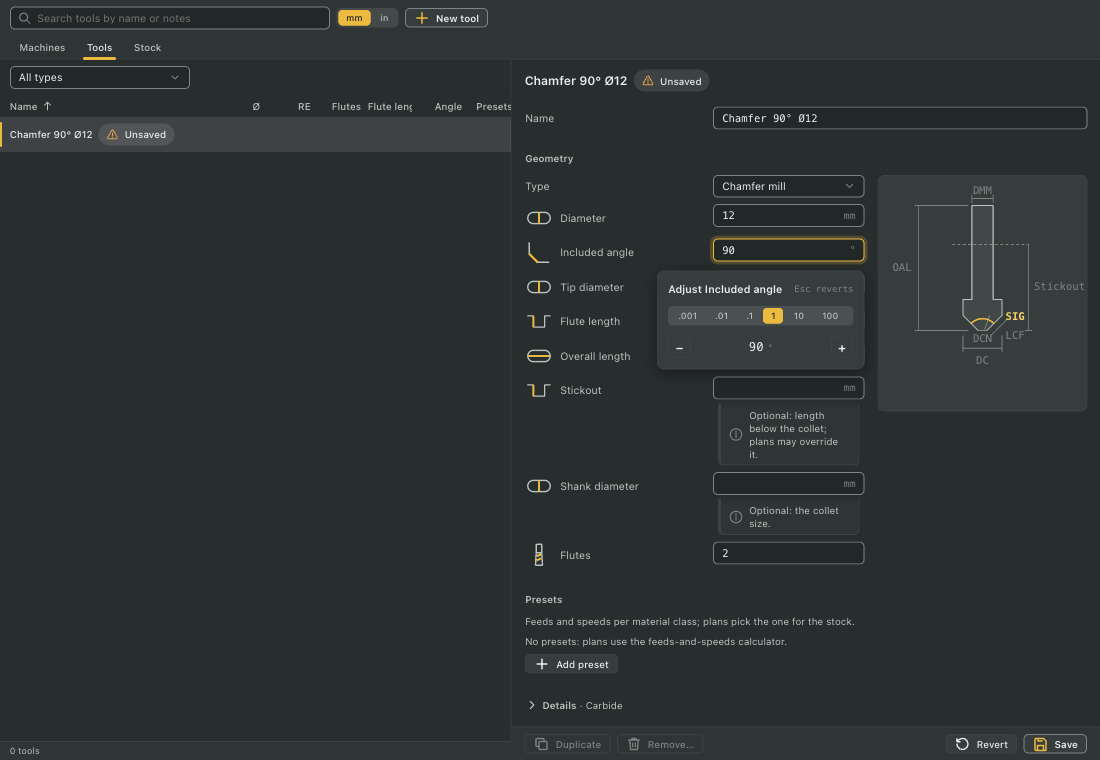 Search tools by name or notes
mm in
New tool
Machines Tools Stock
All types
Name ↑ Ø RE Flutes Flute leng Angle Presets
Chamfer 90° Ø12 Unsaved
0 tools
Chamfer 90° Ø12 Unsaved
Name Chamfer 90° Ø12
Geometry
Type Chamfer mill
Diameter 12 mm
Included angle 90 °
Tip diameter
Flute length
Overall length
Adjust Included angle Esc reverts
.001 .01 .1 1 10 100
− 90 ° +
Stickout mm
Optional: length
below the collet;
plans may override
it.
Shank diameter mm
Optional: the collet
size.
Flutes 2
DMM
OAL
Stickout
SIG
DCN LCF
DC
Presets
Feeds and speeds per material class; plans pick the one for the stock.
No presets: plans use the feeds-and-speeds calculator.
Add preset
Details · Carbide
Duplicate Remove... Revert Save